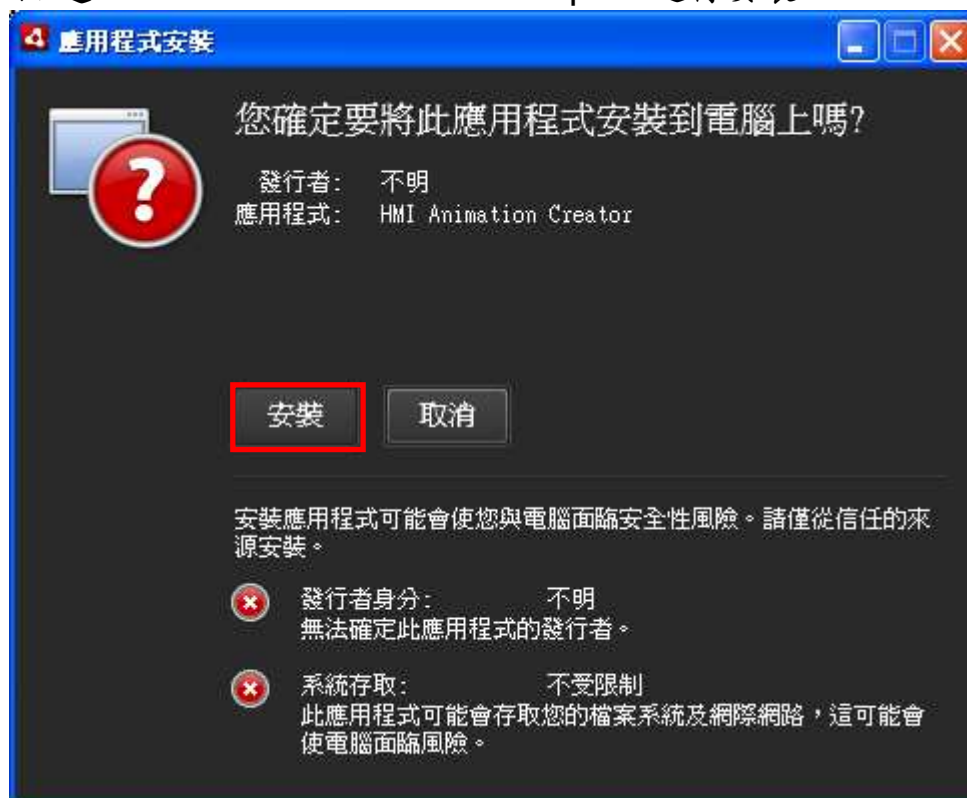 應用程式安裝
您確定要將此應用程式安裝到電腦上嗎?
發行者: 不明
應用程式: HMI Animation Creator
安裝 取消
安裝應用程式可能會使您與電腦面臨安全性風險。請僅從信任的來
源安裝。
發行者身分: 不明
無法確定此應用程式的發行者。
系統存取: 不受限制
此應用程式可能會存取您的檔案系統及網際網路，這可能會
使電腦面臨風險。